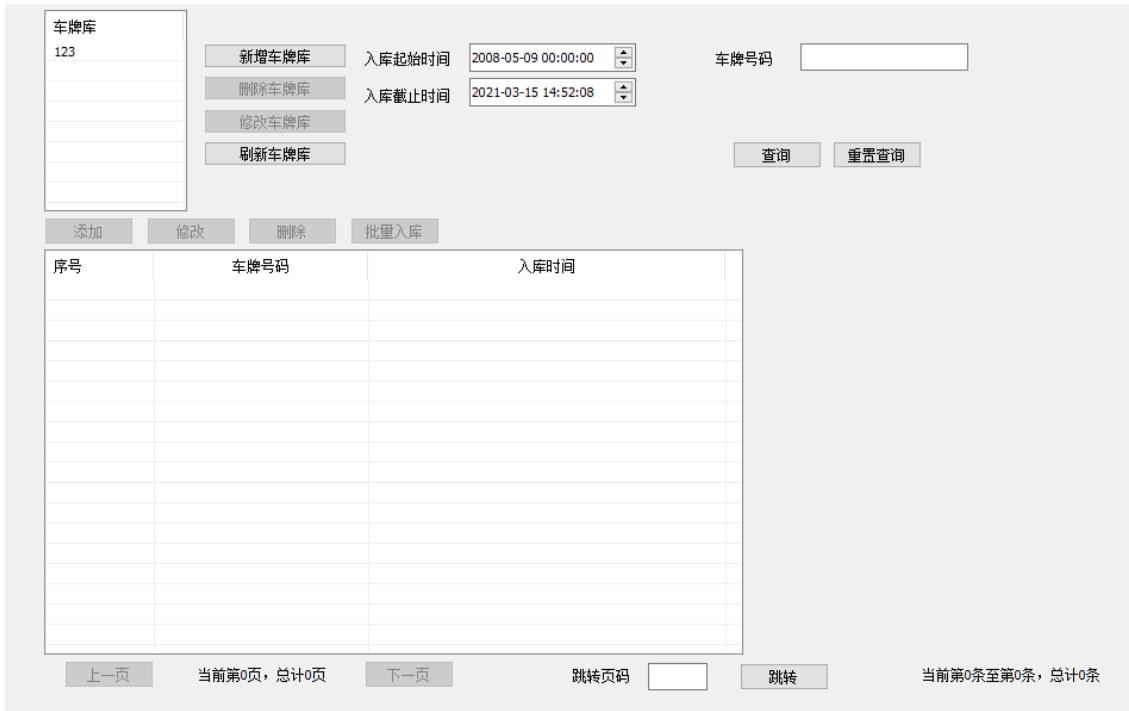 车牌库
123
新增车牌库
删除车牌库
修改车牌库
刷新车牌库
入库起始时间 2008-05-09 00:00:00
入库截止时间 2021-03-15 14:52:08
车牌号码
查询 重置查询
添加 修改 删除 批量入库
序号 车牌号码 入库时间
上一页 当前第0页，总计0页 下一页 跳转页码 跳转 当前第0条至第0条，总计0条